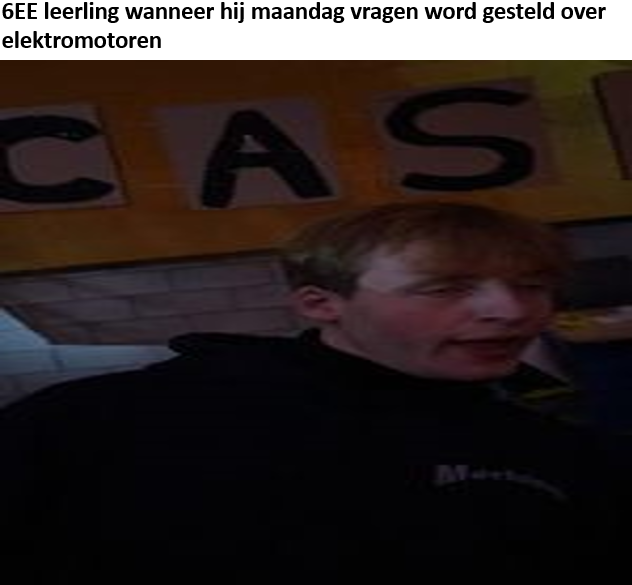 6EE leerling wanneer hij maandag vragen word gesteld over
elektromotoren
CAS